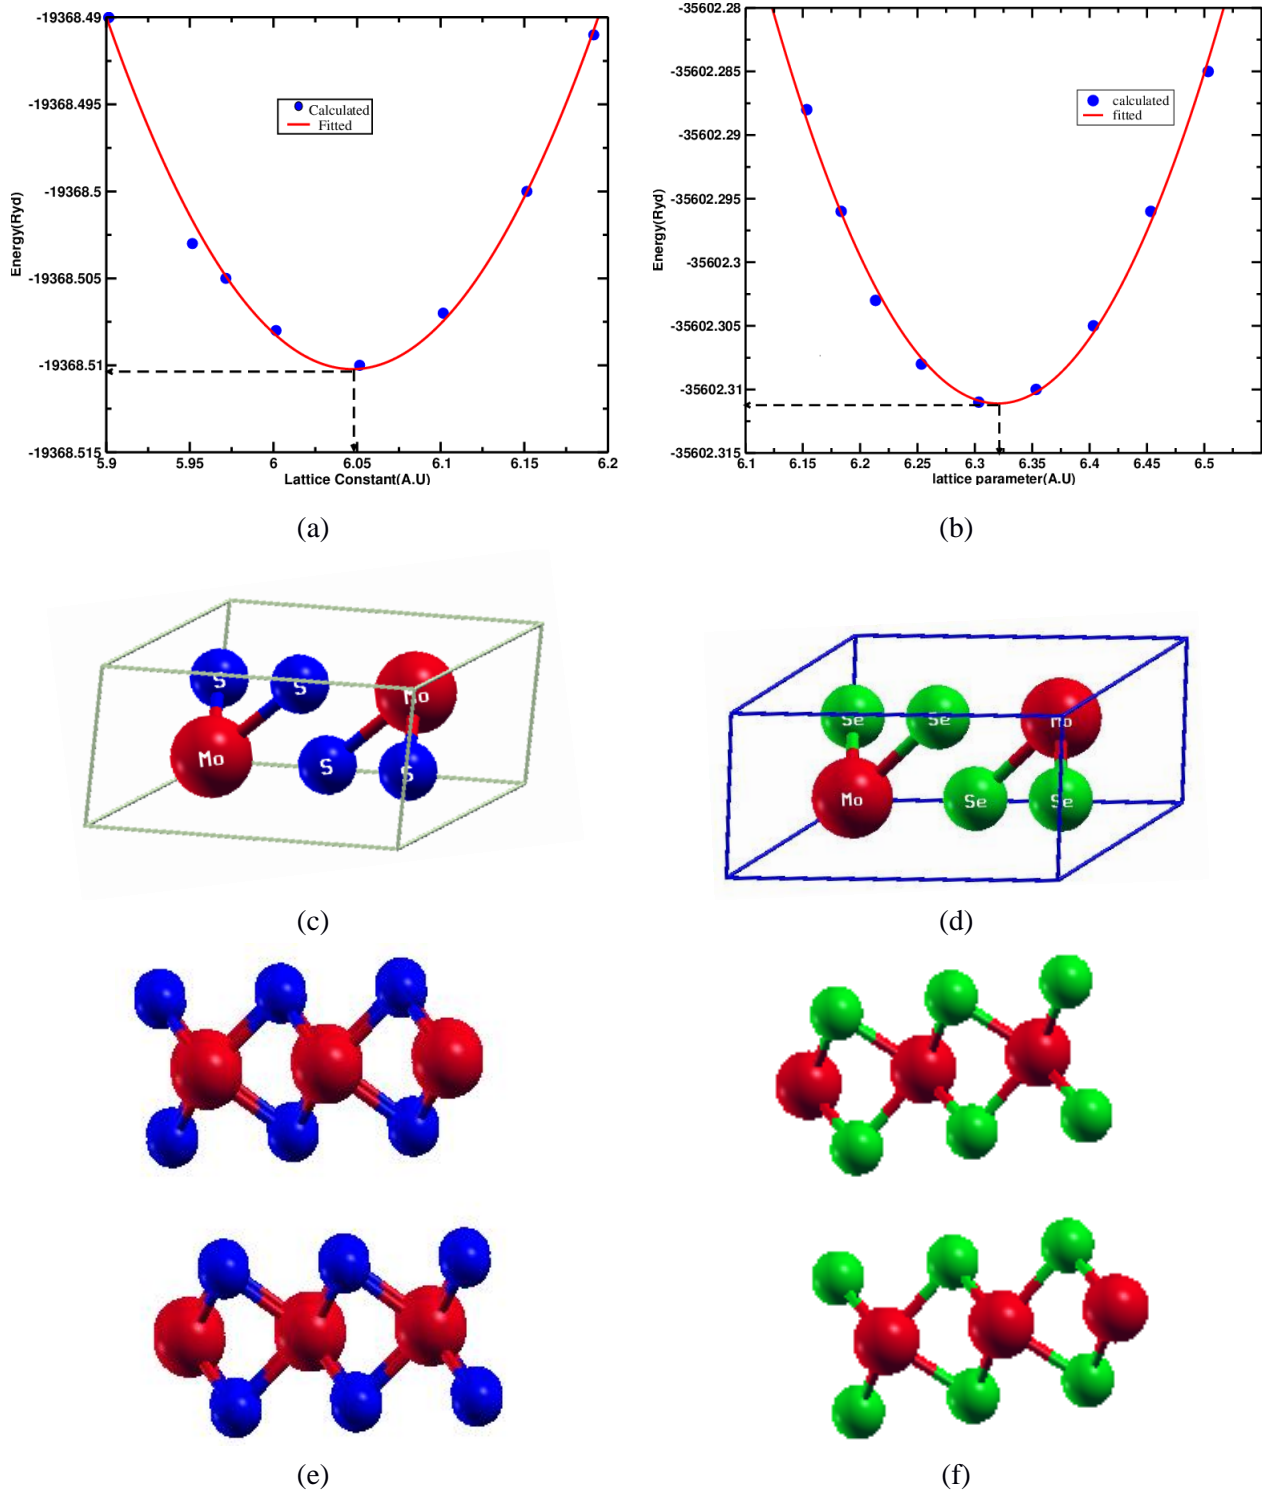 -19368.49
-19368.495
-19368.5
-19368.505
-19368.51
-19368.515
Energy(Ryd)
Calculated
Fitted
5.9 5.95 6 6.05 6.1 6.15 6.2
Lattice Constant(A.U)
(a)
-35602.28
-35602.285
-35602.29
-35602.295
-35602.3
-35602.305
-35602.31
-35602.315
Energy(Ryd)
calculated
fitted
6.1 6.15 6.2 6.25 6.3 6.35 6.4 6.45 6.5
lattice parameter(A.U)
(b)
S S Mo
Mo S S
(c)
Se Se Mo
Mo Se Se
(d)
(e)
(f)